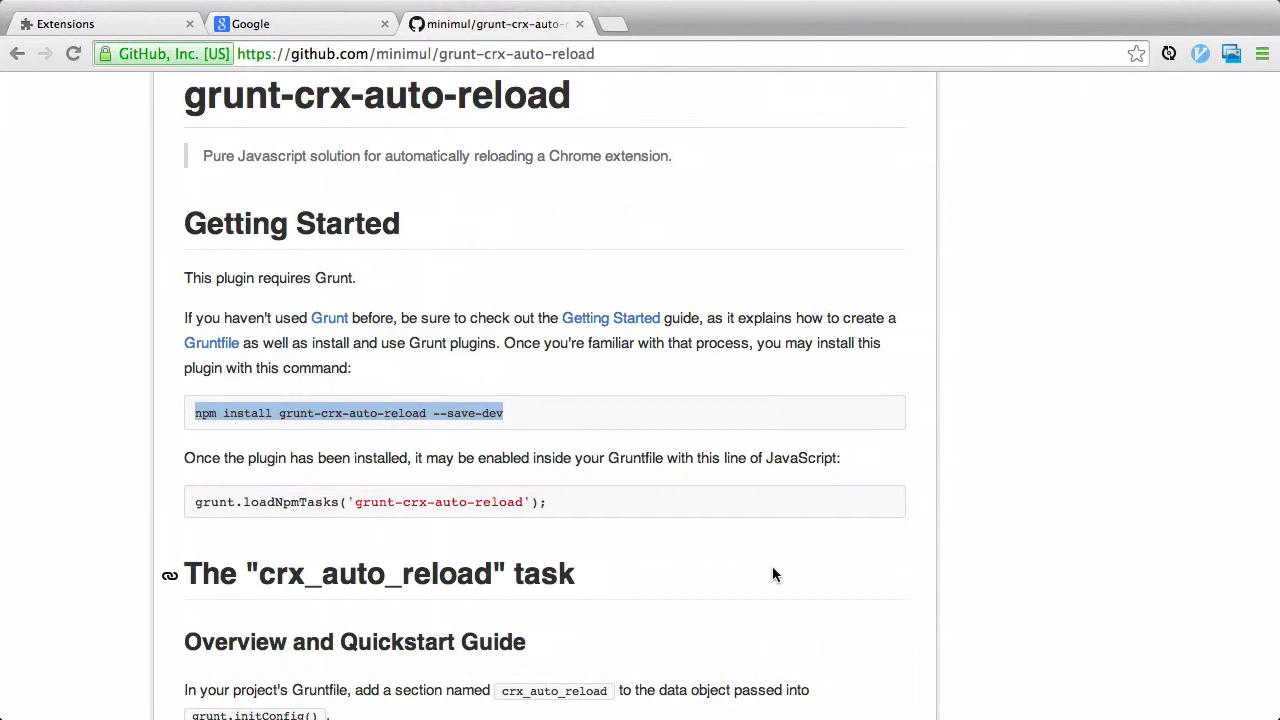 Extensions
Google
minimul/grunt-crx-auto-r
GitHub, Inc. [US] https://github.com/minimul/grunt-crx-auto-reload
grunt-crx-auto-reload
Pure Javascript solution for automatically reloading a Chrome extension.
Getting Started
This plugin requires Grunt.
If you haven't used Grunt before, be sure to check out the Getting Started guide, as it explains how to create a
Gruntfile as well as install and use Grunt plugins. Once you're familiar with that process, you may install this
plugin with this command:
npm install grunt-crx-auto-reload --save-dev
Once the plugin has been installed, it may be enabled inside your Gruntfile with this line of JavaScript:
grunt.loadNpmTasks('grunt-crx-auto-reload');
The "crx_auto_reload" task
Overview and Quickstart Guide
In your project's Gruntfile, add a section named crx_auto_reload to the data object passed into
grunt.initConfig().